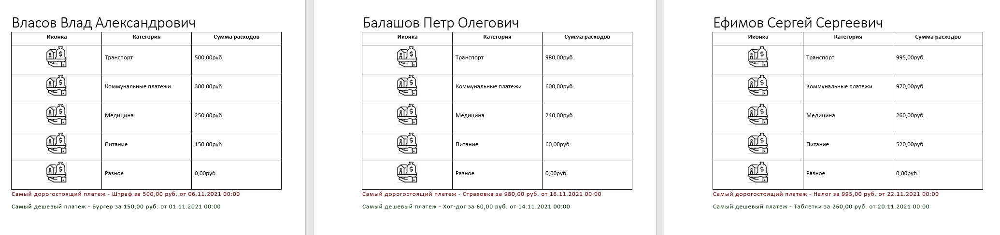 Власов Влад Александрович
Иконка Категория Сумма расходов
Транспорт 500,00руб.
Коммунальные платежи 300,00руб.
Медицина 250,00руб.
Питание 150,00руб.
Разное 0,00руб.
Самый дорогостоящий платеж - Штраф за 500,00 руб. от 06.11.2021 00:00
Самый дешевый платеж - Бургер за 150,00 руб. от 01.11.2021 00:00
Балашов Петр Олегович
Иконка Категория Сумма расходов
Транспорт 980,00руб.
Коммунальные платежи 600,00руб.
Медицина 240,00руб.
Питание 60,00руб.
Разное 0,00руб.
Самый дорогостоящий платеж - Страховка за 980,00 руб. от 16.11.2021 00:00
Самый дешевый платеж - Хот-дог за 60,00 руб. от 14.11.2021 00:00
Ефимов Сергей Сергеевич
Иконка Категория Сумма расходов
Транспорт 995,00руб.
Коммунальные платежи 970,00руб.
Медицина 260,00руб.
Питание 520,00руб.
Разное 0,00руб.
Самый дорогостоящий платеж - Налог за 995,00 руб. от 22.11.2021 00:00
Самый дешевый платеж - Таблетки за 260,00 руб. от 20.11.2021 00:00